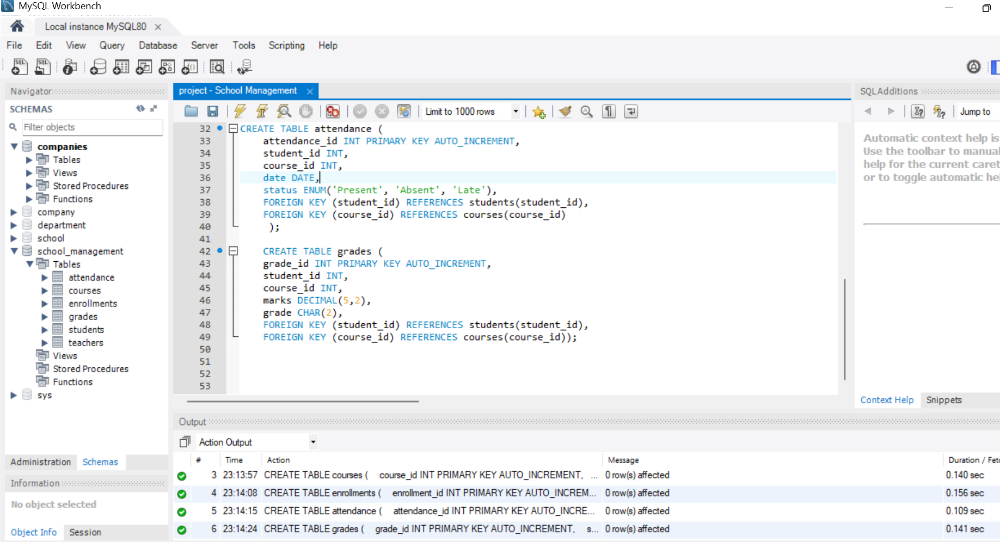 MySQL Workbench
Local instance MySQL80
File Edit View Query Database Server Tools Scripting Help
Navigator
SCHEMAS
Filter objects
companies
Tables
Views
Stored Procedures
Functions
company
department
school
school_management
Tables
attendance
courses
enrollments
grades
students
teachers
Views
Stored Procedures
Functions
sys
Administration Schemas
Information
No object selected
Object Info Session
project - School Management
Limit to 1000 rows
32 CREATE TABLE attendance (
33 attendance_id INT PRIMARY KEY AUTO_INCREMENT,
34 student_id INT,
35 course_id INT,
36 date DATE,
37 status ENUM('Present', 'Absent', 'Late'),
38 FOREIGN KEY (student_id) REFERENCES students(student_id),
39 FOREIGN KEY (course_id) REFERENCES courses(course_id)
40 );
41
42 CREATE TABLE grades (
43 grade_id INT PRIMARY KEY AUTO_INCREMENT,
44 student_id INT,
45 course_id INT,
46 marks DECIMAL(5,2),
47 grade CHAR(2),
48 FOREIGN KEY (student_id) REFERENCES students(student_id),
49 FOREIGN KEY (course_id) REFERENCES courses(course_id));
50
51
52
53
SQLAdditions
Jump to
Automatic context help is
Use the toolbar to manual
help for the current caret
or to toggle automatic hel
Context Help Snippets
Output
Action Output
# Time Action Message Duration / Fetc
3 23:13:57 CREATE TABLE courses ( course_id INT PRIMARY KEY AUTO_INCREMENT, ... 0 row(s) affected 0.140 sec
4 23:14:08 CREATE TABLE enrollments ( enrollment_id INT PRIMARY KEY AUTO_INCREM... 0 row(s) affected 0.156 sec
5 23:14:15 CREATE TABLE attendance ( attendance_id INT PRIMARY KEY AUTO_INCRE... 0 row(s) affected 0.109 sec
6 23:14:24 CREATE TABLE grades ( grade_id INT PRIMARY KEY AUTO_INCREMENT, s... 0 row(s) affected 0.141 sec